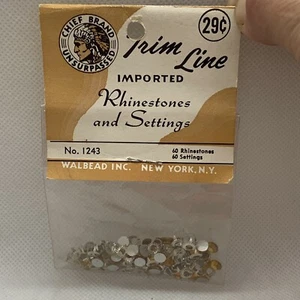 CHIEF BRAND
UNSURPASSED
29¢
Trim
Line
IMPORTED
Rhinestones
and Settings
No. 1243
60 Rhinestones
60 Settings
WALBEAD INC. NEW YORK, N.Y.